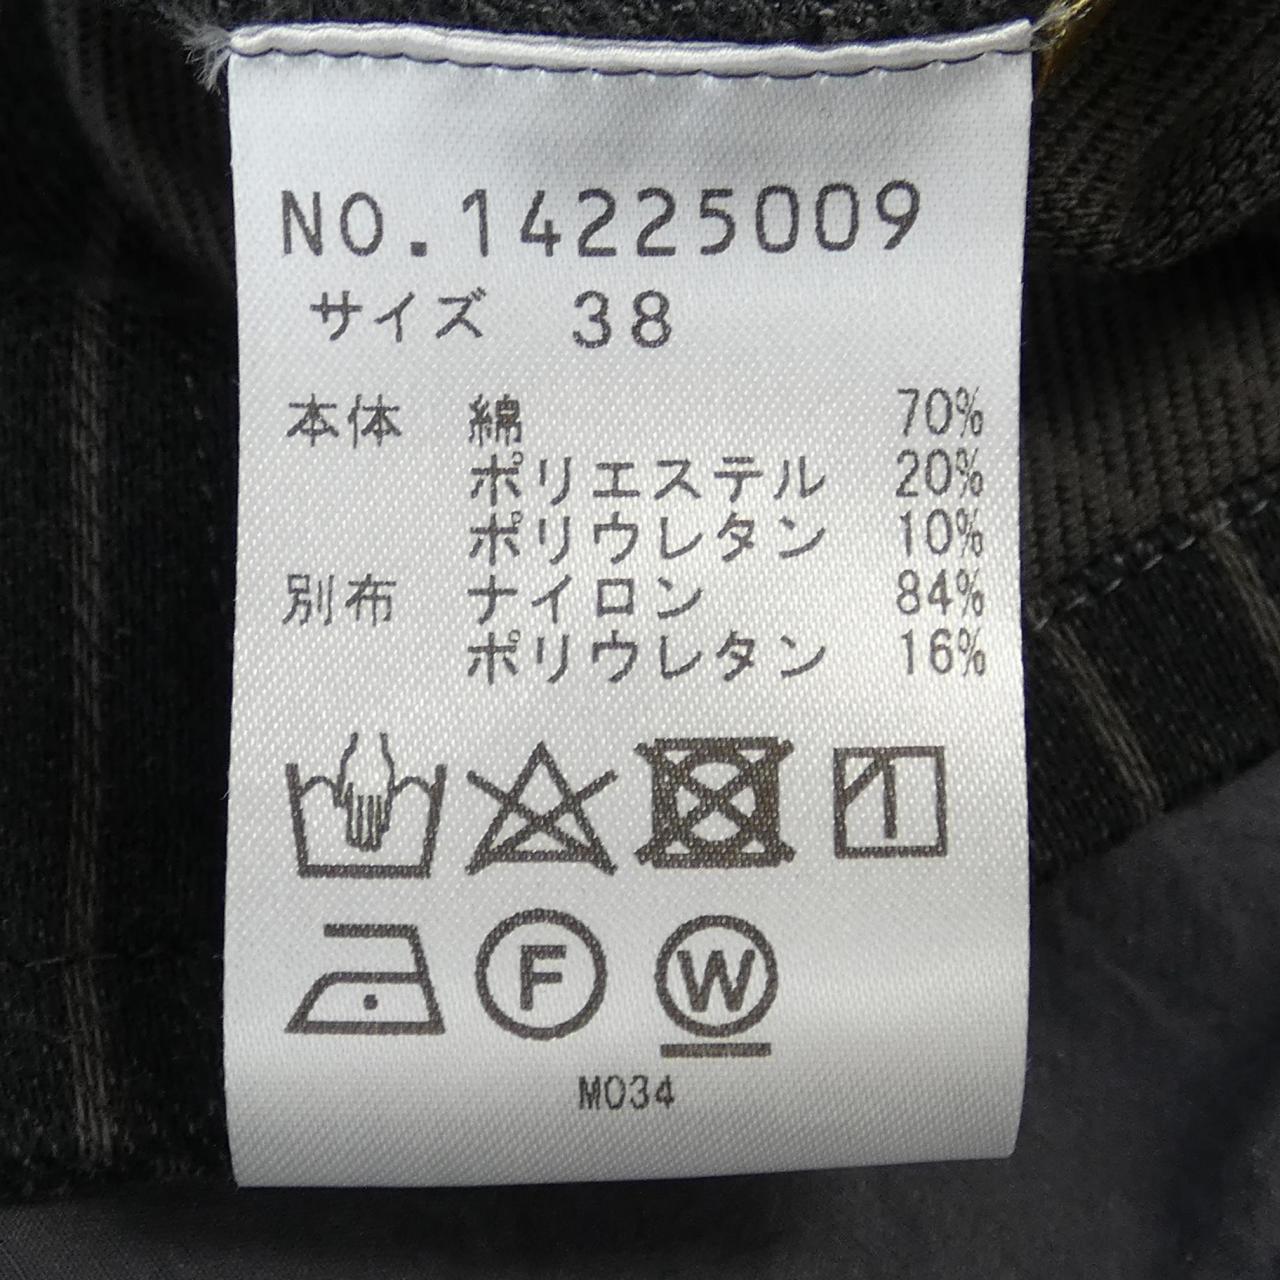 NO.14225009
サイズ 38
本体 綿 70%
ポリエステル 20%
ポリウレタン 10%
別布 ナイロン 84%
ポリウレタン 16%
F W
M034